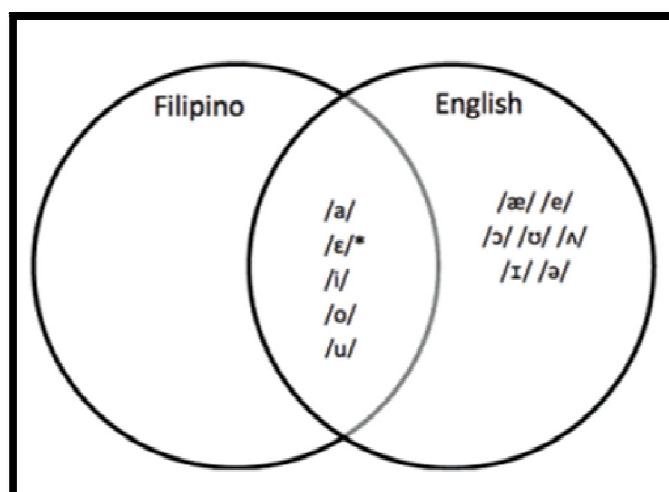 Filipino
English
/a/
/ɛ/*
/i/
/o/
/u/
/æ/ /e/
/ɔ/ /ʊ/ /ʌ/
/ɪ/ /ə/